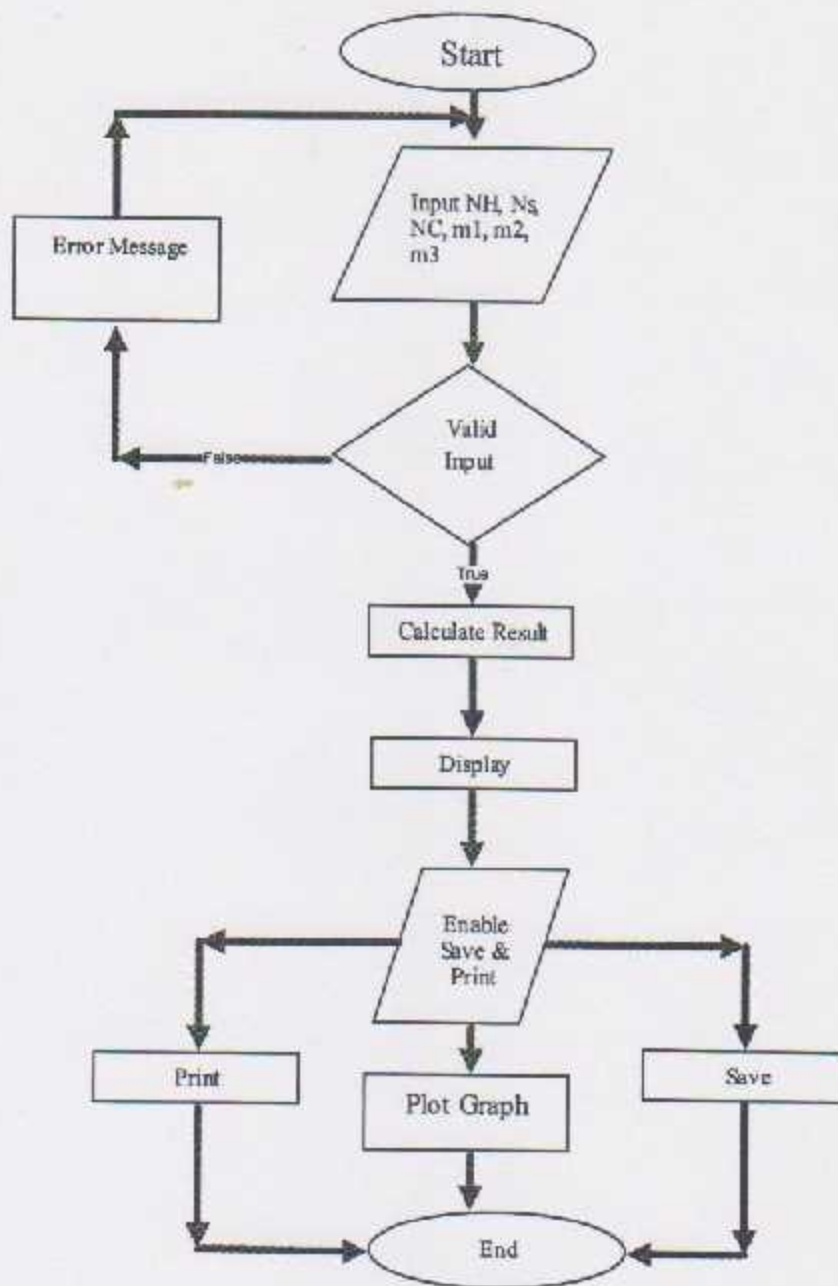 Start
Error Message
Input NH, Ns,
NC, m1, m2,
m3
Valid
Input
False
True
Calculate Result
Display
Enable
Save &
Print
Print
Plot Graph
Save
End